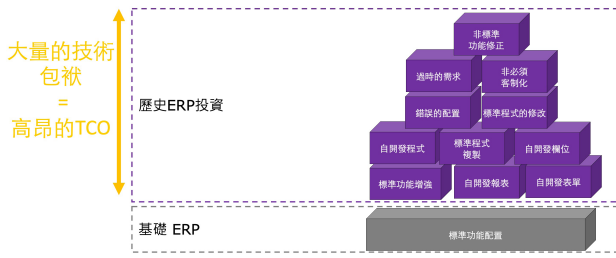 大量的技術
包袱
=
高昂的TCO
歷史ERP投資
非標準
功能修正
過時的需求
非必須
客制化
錯誤的配置
標準程式的修改
自開發程式
標準程式
複製
自開發欄位
標準功能增強
自開發報表
自開發表單
基礎 ERP
標準功能配置